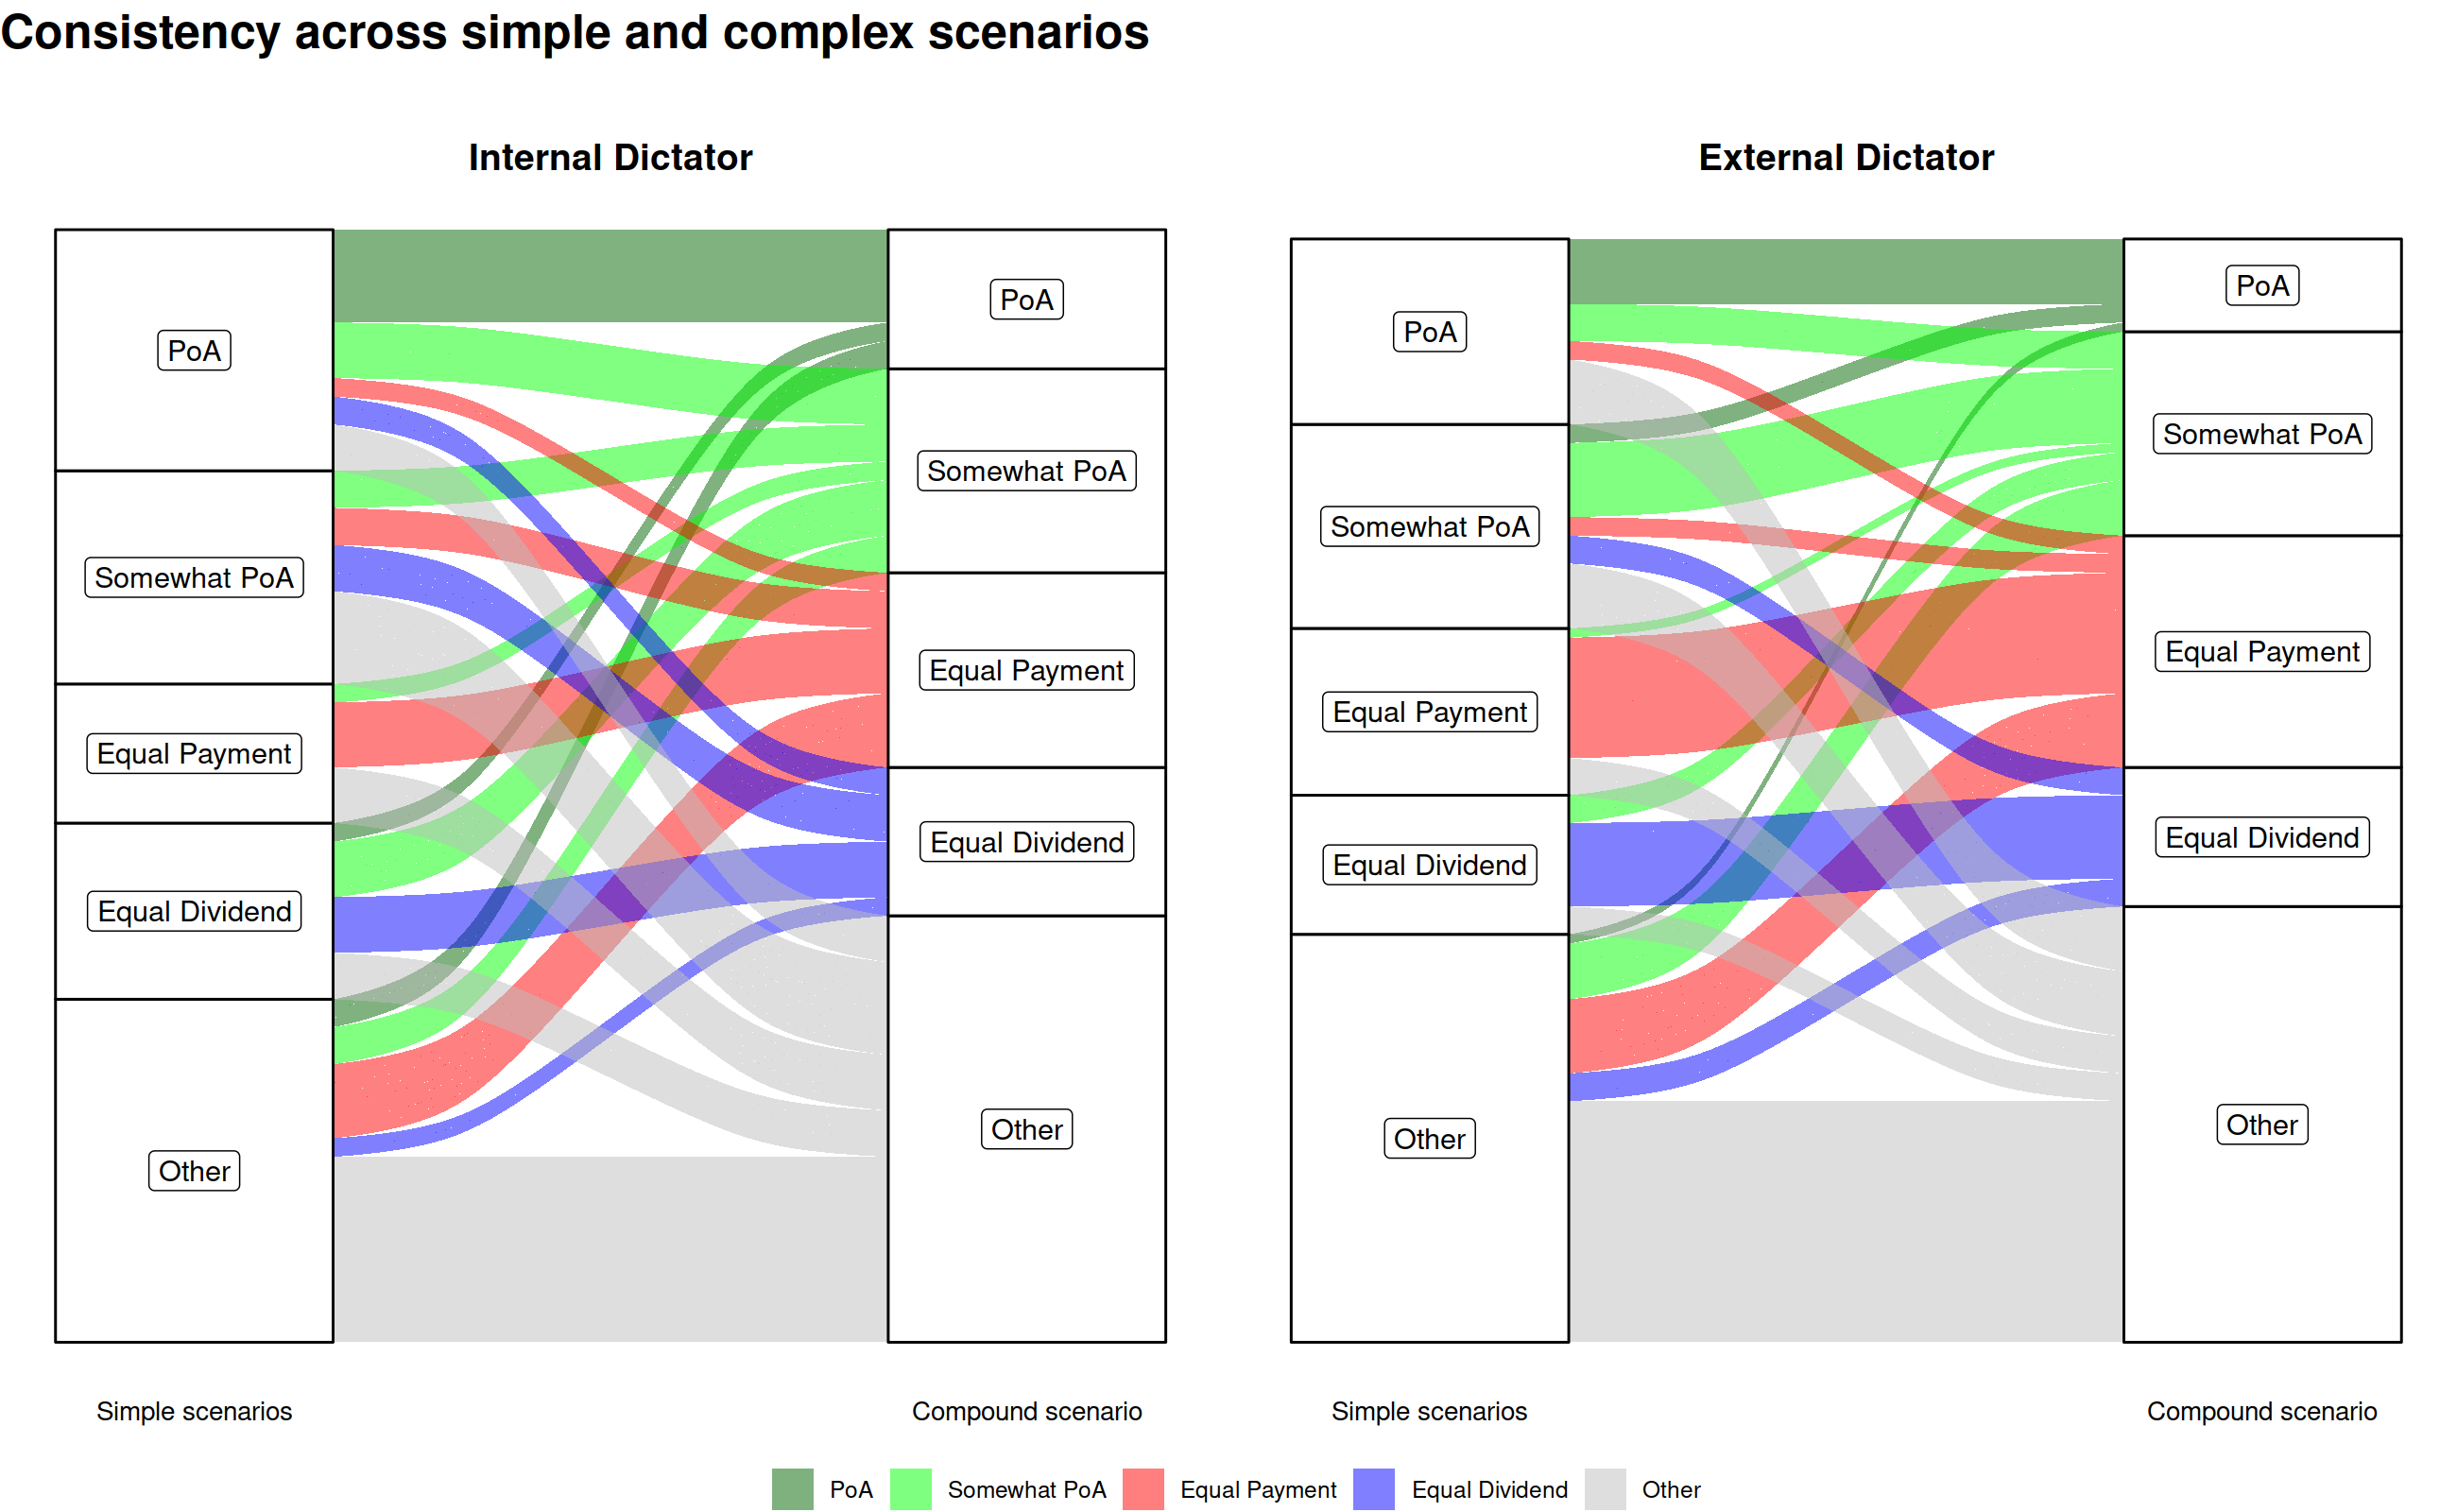 Consistency across simple and complex scenarios
Internal Dictator
PoA
Somewhat PoA
Equal Payment
Equal Dividend
Other
PoA
Somewhat PoA
Equal Payment
Equal Dividend
Other
Simple scenarios
Compound scenario
External Dictator
PoA
Somewhat PoA
Equal Payment
Equal Dividend
Other
PoA
Somewhat PoA
Equal Payment
Equal Dividend
Other
Simple scenarios
Compound scenario
PoA
Somewhat PoA
Equal Payment
Equal Dividend
Other